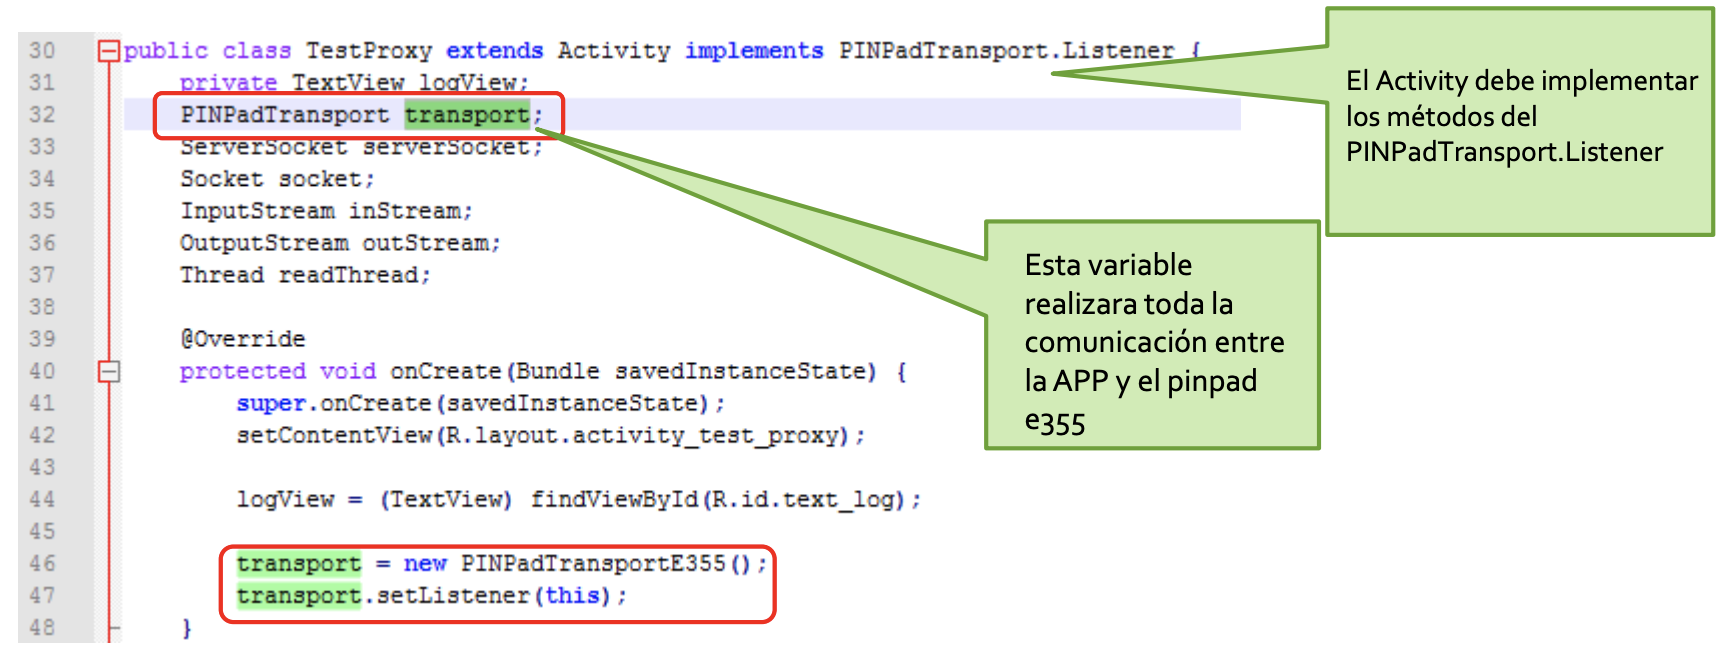 30 public class TestProxy extends Activity implements PINPadTransport.Listener {
31 private TextView logView;
32 PINPadTransport transport;
33 ServerSocket serverSocket;
34 Socket socket;
35 InputStream inStream;
36 OutputStream outStream;
37 Thread readThread;
38
39 @Override
40 protected void onCreate(Bundle savedInstanceState) {
41 super.onCreate(savedInstanceState);
42 setContentView(R.layout.activity_test_proxy);
43
44 logView = (TextView) findViewById(R.id.text_log);
45
46 transport = new PINPadTransportE355();
47 transport.setListener(this);
48 }
El Activity debe implementar
los métodos del
PINPadTransport.Listener
Esta variable
realizara toda la
comunicación entre
la APP y el pinpad
e355